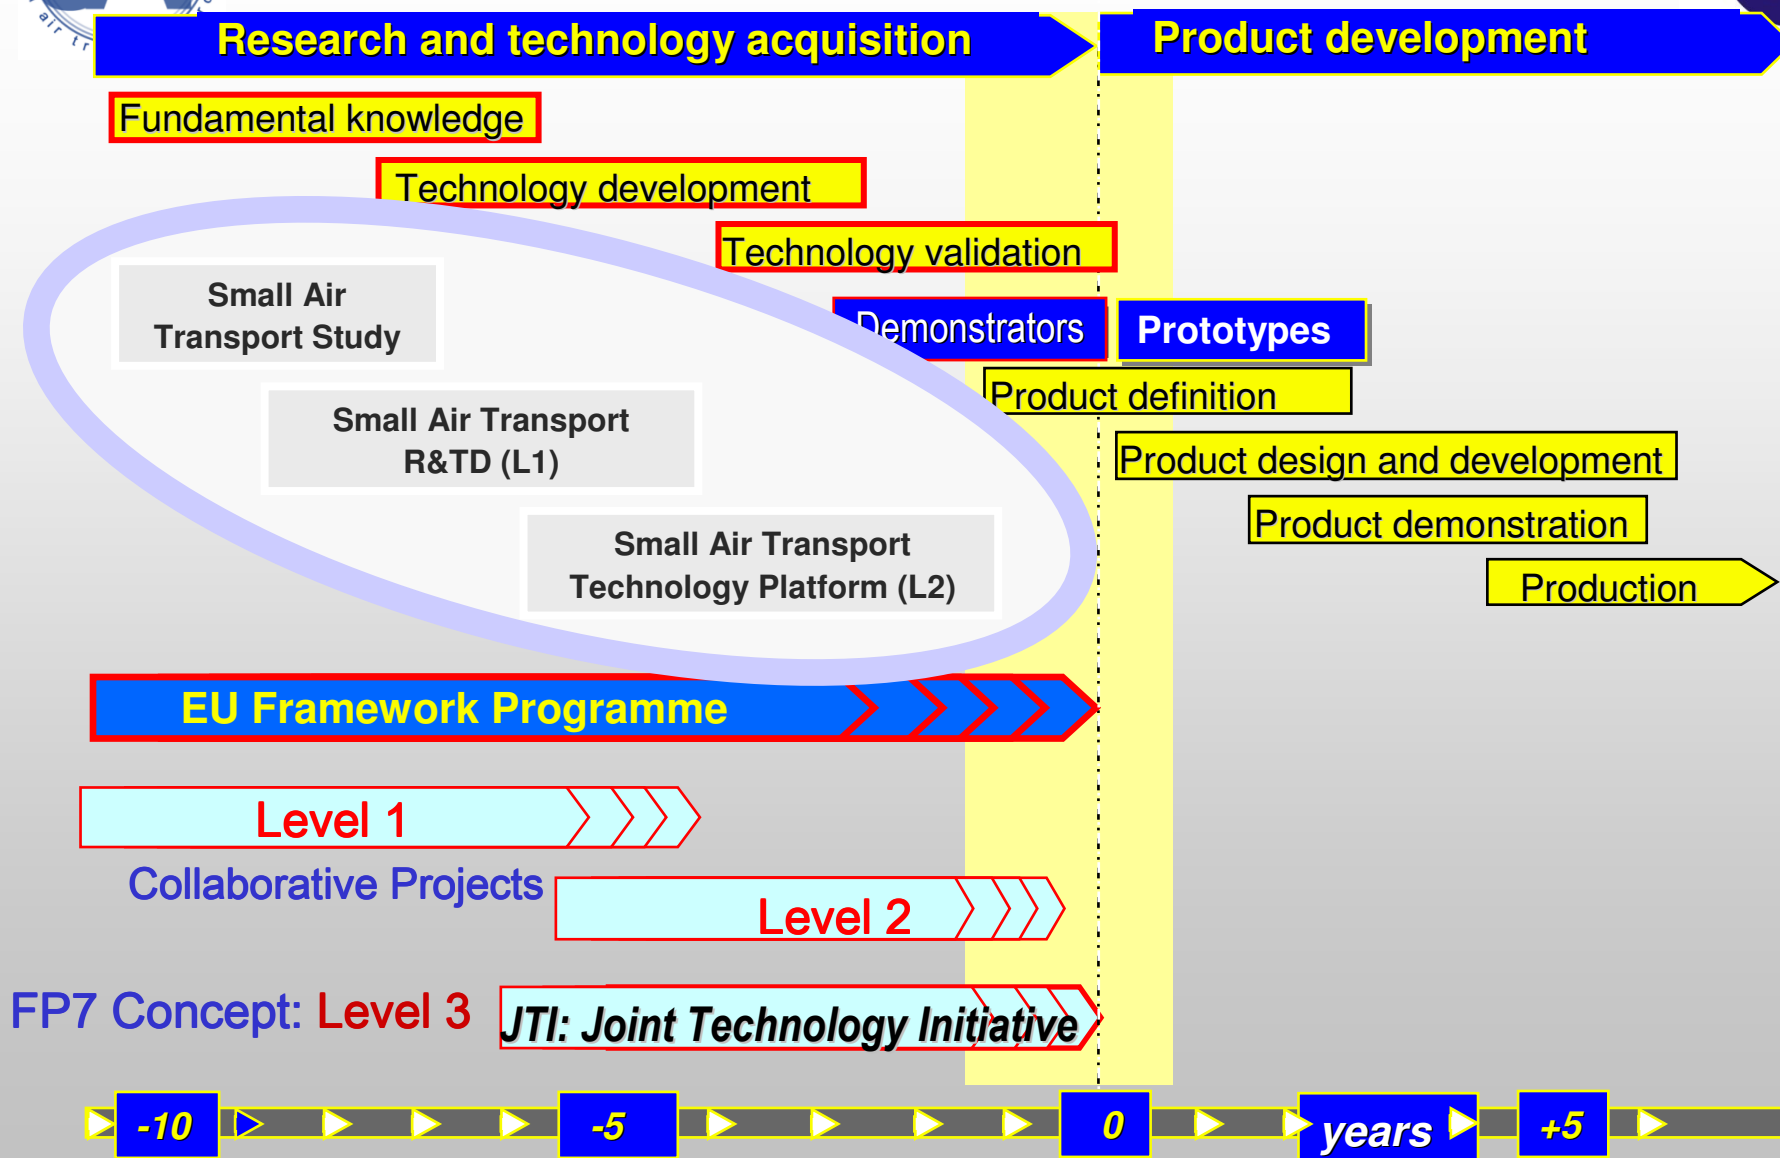 air tr
Research and technology acquisition
Product development
Fundamental knowledge
Technology development
Technology validation
Small Air
Transport Study
Demonstrators
Prototypes
Product definition
Small Air Transport
R&TD (L1)
Product design and development
Product demonstration
Small Air Transport
Technology Platform (L2)
Production
EU Framework Programme
Level 1
Collaborative Projects
Level 2
FP7 Concept: Level 3
JTI: Joint Technology Initiative
-10
-5
0
years
+5